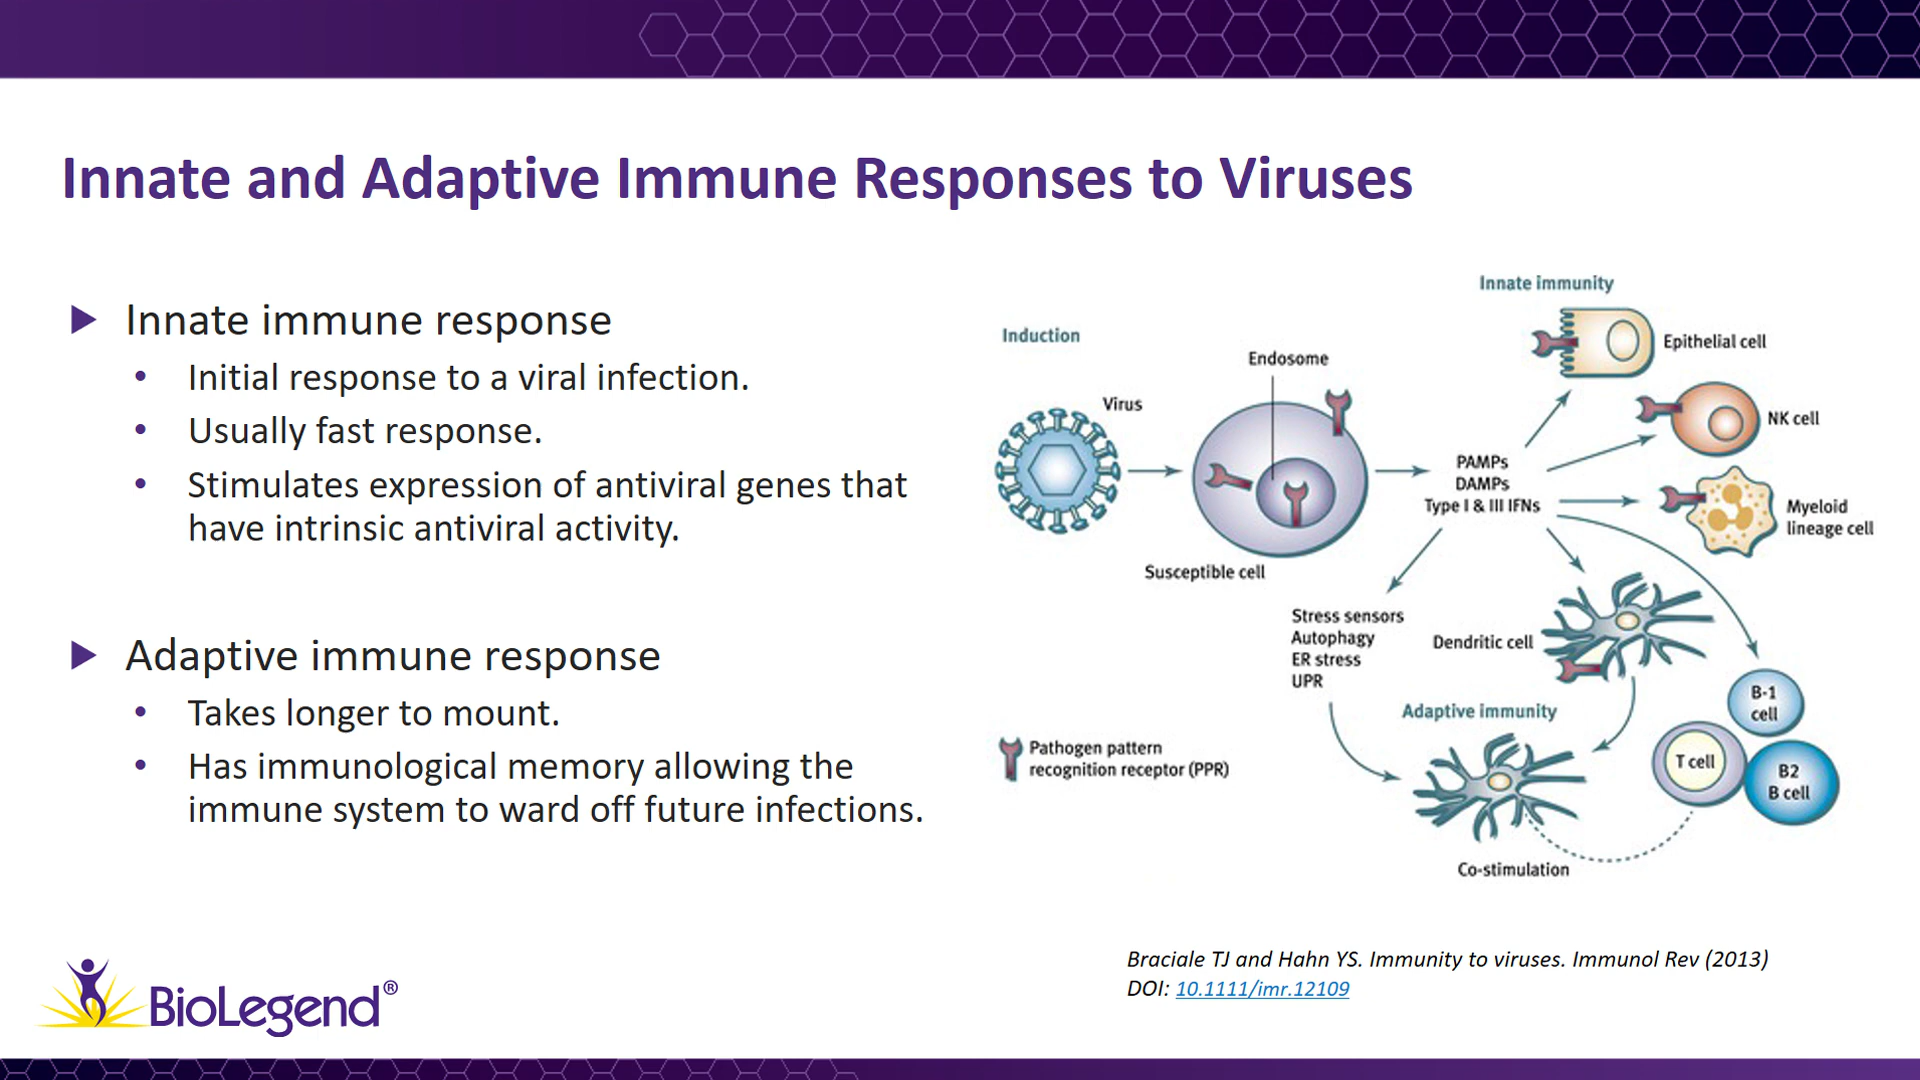 Innate and Adaptive Immune Responses to Viruses
Innate immune response
Initial response to a viral infection.
Usually fast response.
Stimulates expression of antiviral genes that
have intrinsic antiviral activity.
Adaptive immune response
Takes longer to mount.
Has immunological memory allowing the
immune system to ward off future infections.
Induction
Virus
Endosome
Susceptible cell
Innate immunity
Epithelial cell
NK cell
PAMPs
DAMPs
Type I & III IFNs
Myeloid
lineage cell
Stress sensors
Autophagy
ER stress
UPR
Dendritic cell
Adaptive immunity
B-1
cell
T cell
B2
B cell
Pathogen pattern
recognition receptor (PPR)
Co-stimulation
Braciale TJ and Hahn YS. Immunity to viruses. Immunol Rev (2013)
DOI: 10.1111/imr.12109
BioLegend®